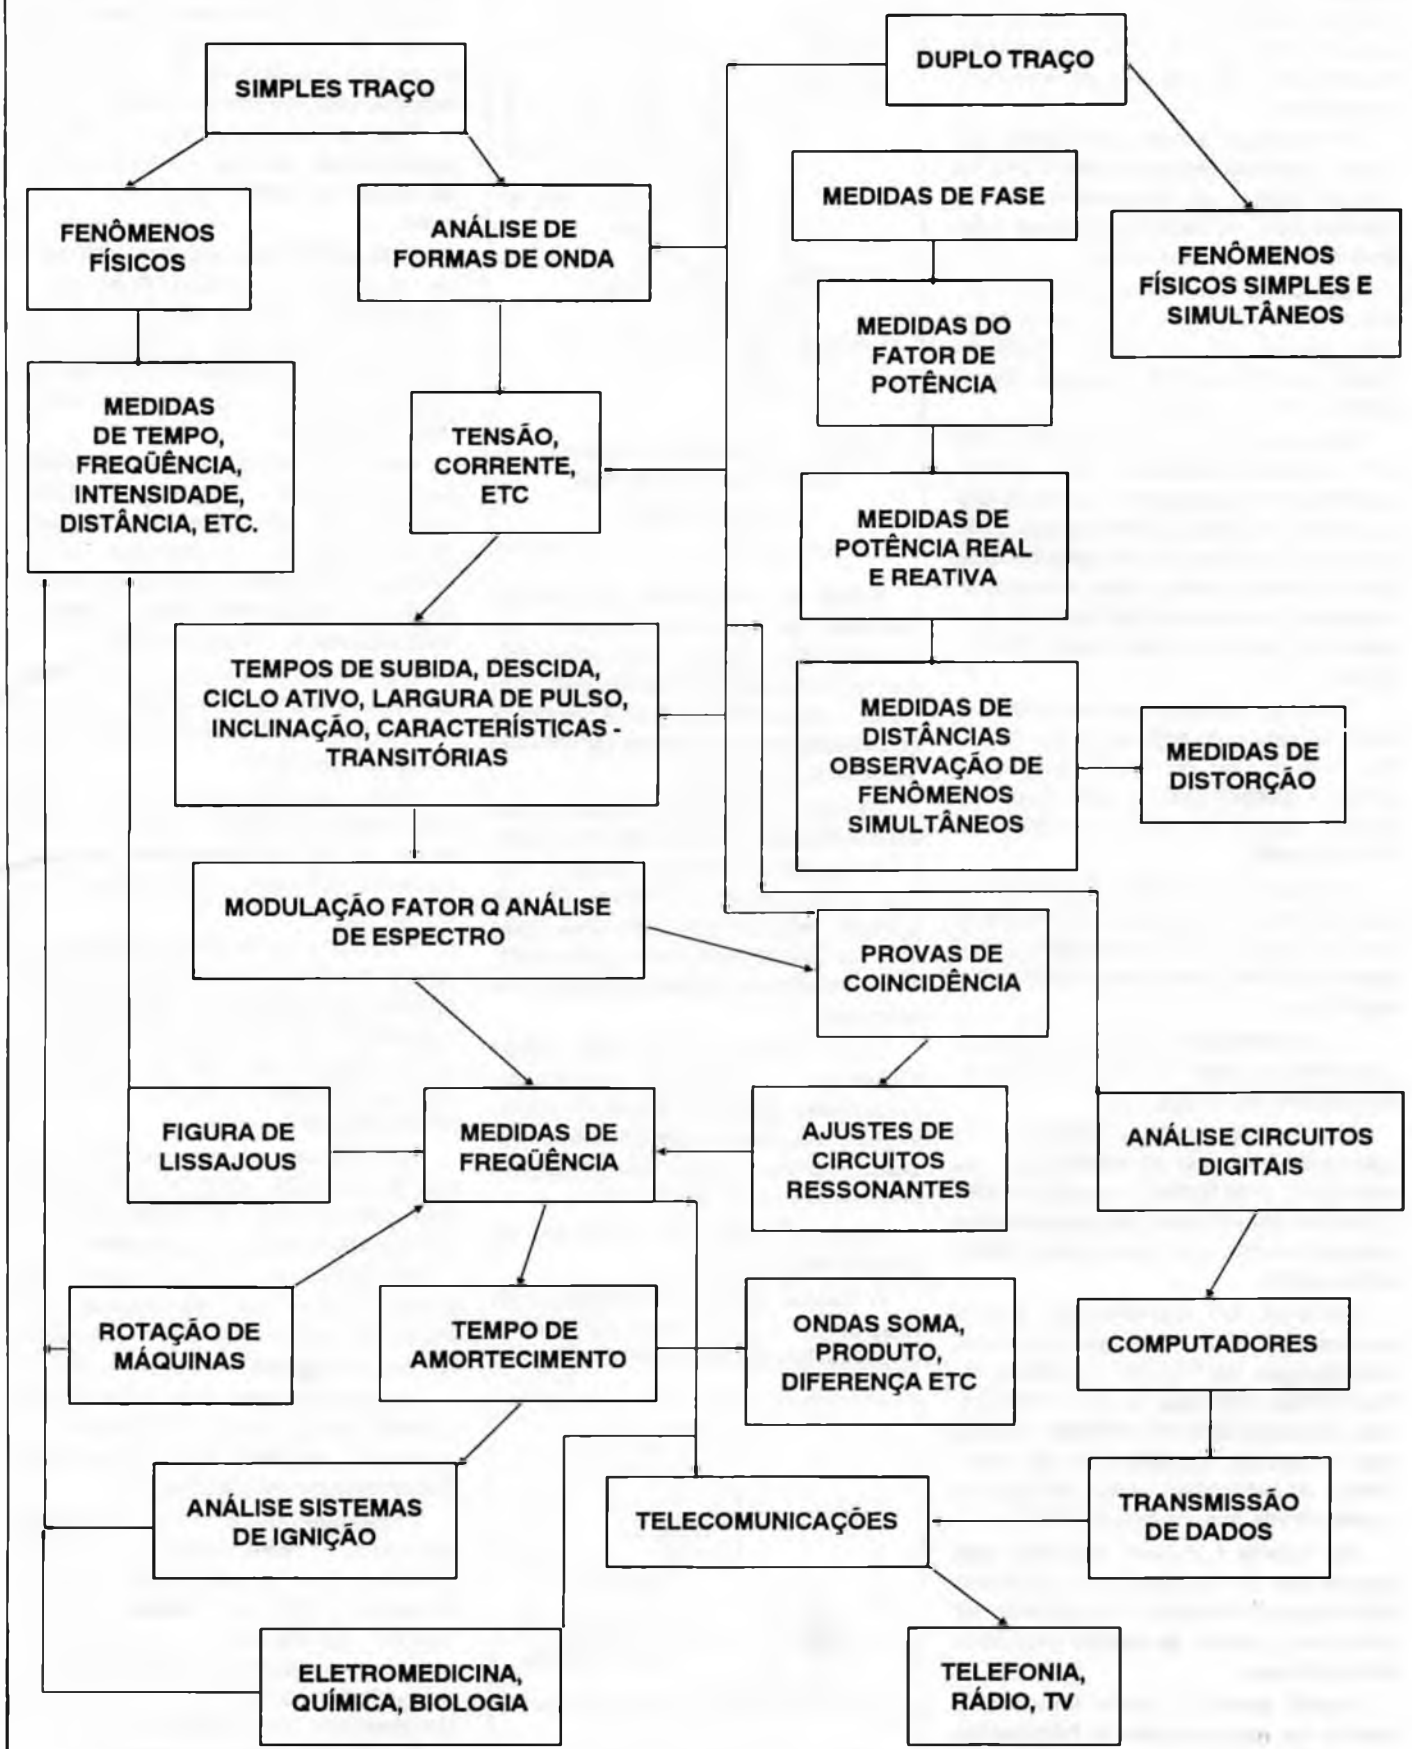 SIMPLES TRAÇO
DUPLO TRAÇO
FENÔMENOS
FÍSICOS
ANÁLISE DE
FORMAS DE ONDA
MEDIDAS DE FASE
FENÔMENOS
FÍSICOS SIMPLES E
SIMULTÂNEOS
MEDIDAS DO
FATOR DE
POTÊNCIA
MEDIDAS
DE TEMPO,
FREQÜÊNCIA,
INTENSIDADE,
DISTÂNCIA, ETC.
TENSÃO,
CORRENTE,
ETC
MEDIDAS DE
POTÊNCIA REAL
E REATIVA
TEMPOS DE SUBIDA, DESCIDA,
CICLO ATIVO, LARGURA DE PULSO,
INCLINAÇÃO, CARACTERÍSTICAS -
TRANSITÓRIAS
MEDIDAS DE
DISTÂNCIAS
OBSERVAÇÃO DE
FENÔMENOS
SIMULTÂNEOS
MEDIDAS DE
DISTORÇÃO
MODULAÇÃO FATOR Q ANÁLISE
DE ESPECTRO
PROVAS DE
COINCIDÊNCIA
FIGURA DE
LISSAJOUS
MEDIDAS DE
FREQÜÊNCIA
AJUSTES DE
CIRCUITOS
RESSONANTES
ANÁLISE CIRCUITOS
DIGITAIS
ROTAÇÃO DE
MÁQUINAS
TEMPO DE
AMORTECIMENTO
ONDAS SOMA,
PRODUTO,
DIFERENÇA ETC
COMPUTADORES
ANÁLISE SISTEMAS
DE IGNIÇÃO
TELECOMUNICAÇÕES
TRANSMISSÃO
DE DADOS
ELETROMEDICINA,
QUÍMICA, BIOLOGIA
TELEFONIA,
RÁDIO, TV